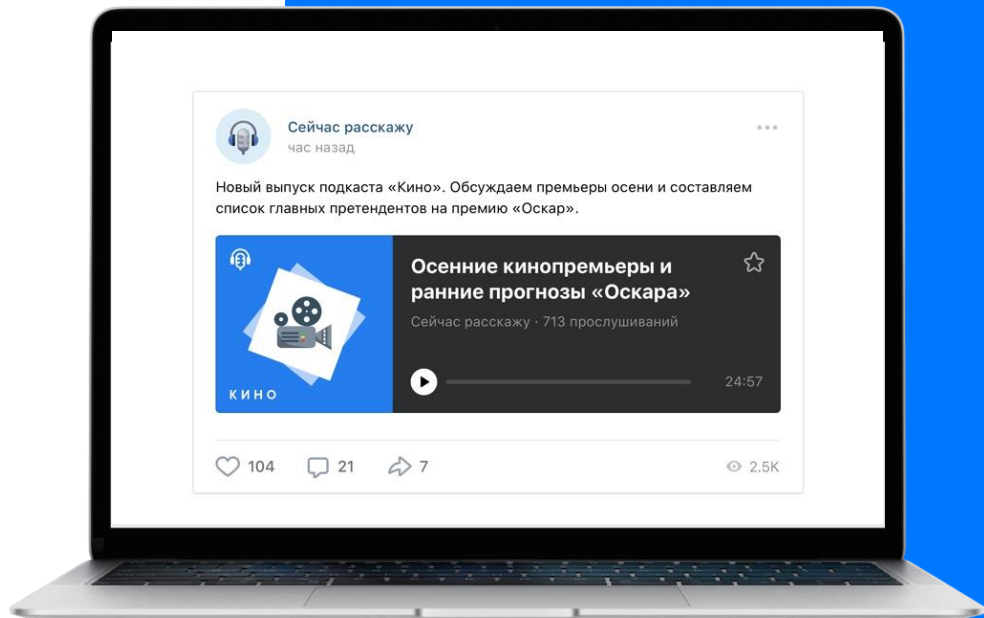 Сейчас расскажу
час назад
Новый выпуск подкаста «Кино». Обсуждаем премьеры осени и составляем
список главных претендентов на премию «Оскар».
Осенние кинопремьеры и
ранние прогнозы «Оскара»
Сейчас расскажу · 713 прослушиваний
24:57
КИНО
104
21
7
2.5K